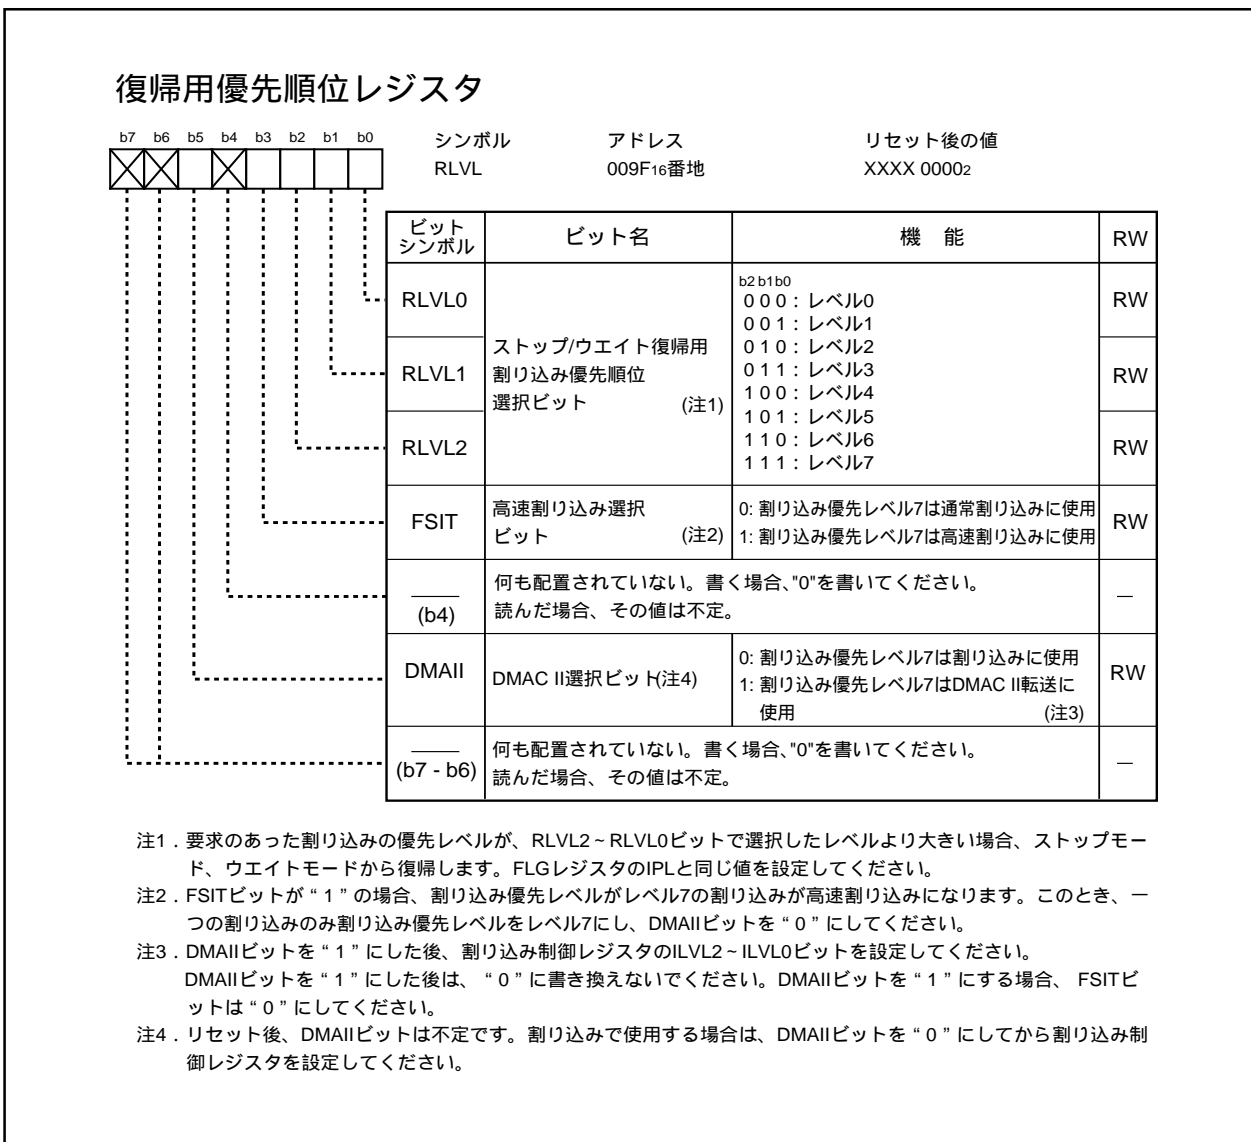 復帰用優先順位レジスタ
b7 b6 b5 b4 b3 b2 b1 b0
シンボル アドレス リセット後の値
RLVL 009F16番地 XXXX 00002
ビット
シンボル
ビット名
機 能
RW
RLVL0
RLVL1
RLVL2
ストップ/ウエイト復帰用
割り込み優先順位
選択ビット (注1)
b2 b1 b0
0 0 0 : レベル0
0 0 1 : レベル1
0 1 0 : レベル2
0 1 1 : レベル3
1 0 0 : レベル4
1 0 1 : レベル5
1 1 0 : レベル6
1 1 1 : レベル7
RW
RW
RW
FSIT
高速割り込み選択
ビット (注2)
0: 割り込み優先レベル7は通常割り込みに使用
1: 割り込み優先レベル7は高速割り込みに使用
RW
(b4)
何も配置されていない。書く場合、"0"を書いてください。
読んだ場合、その値は不定。
―
DMAII
DMAC II選択ビット(注4)
0: 割り込み優先レベル7は割り込みに使用
1: 割り込み優先レベル7はDMAC II転送に
使用 (注3)
RW
(b7 - b6)
何も配置されていない。書く場合、"0"を書いてください。
読んだ場合、その値は不定。
―
注1．要求のあった割り込みの優先レベルが、RLVL2～RLVL0ビットで選択したレベルより大きい場合、ストップモー
ド、ウエイトモードから復帰します。FLGレジスタのIPLと同じ値を設定してください。
注2．FSITビットが“1”の場合、割り込み優先レベルがレベル7の割り込みが高速割り込みになります。このとき、一
つの割り込みのみ割り込み優先レベルをレベル7にし、DMAIIビットを“0”にしてください。
注3．DMAIIビットを“1”にした後、割り込み制御レジスタのILVL2～ILVL0ビットを設定してください。
DMAIIビットを“1”にした後は、“0”に書き換えないでください。DMAIIビットを“1”にする場合、 FSITビ
ットは“0”にしてください。
注4．リセット後、DMAIIビットは不定です。割り込みで使用する場合は、DMAIIビットを“0”にしてから割り込み制
御レジスタを設定してください。